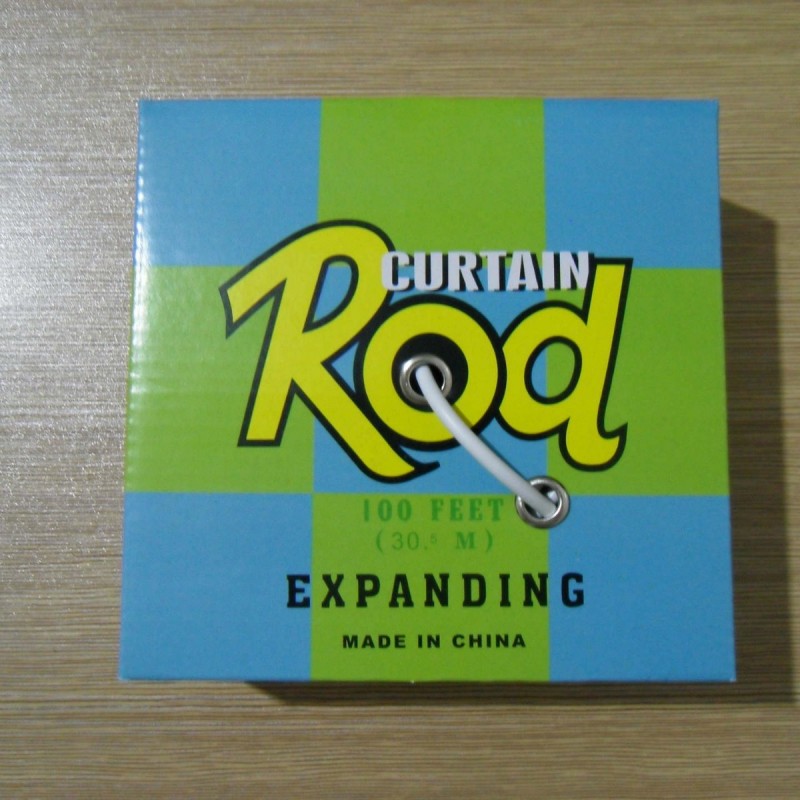 CURTAIN
Rod
100 FEET
(30.5 M)
EXPANDING
MADE IN CHINA